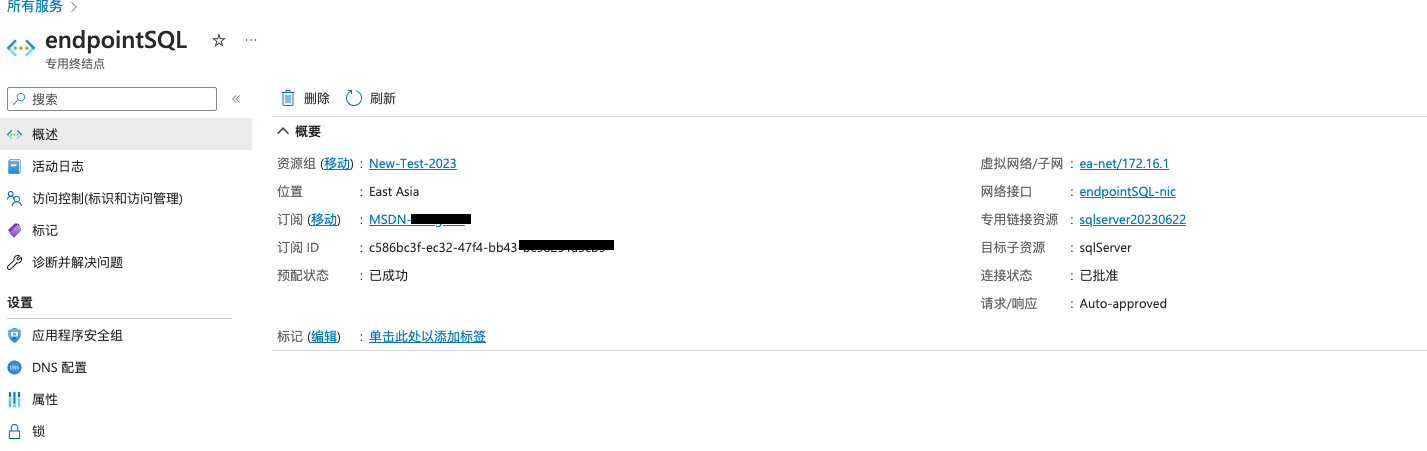 所有服务 >
endpointSQL
专用终结点
搜索
«
删除
刷新
概述
活动日志
访问控制(标识和访问管理)
标记
诊断并解决问题
设置
应用程序安全组
DNS 配置
属性
锁
概要
资源组 (移动) : New-Test-2023
位置 : East Asia
订阅 (移动) : MSDN-
订阅 ID : c586bc3f-ec32-47f4-bb43-
预配状态 : 已成功
虚拟网络/子网 : ea-net/172.16.1
网络接口 : endpointSQL-nic
专用链接资源 : sqlserver20230622
目标子资源 : sqlServer
连接状态 : 已批准
请求/响应 : Auto-approved
标记 (编辑) : 单击此处以添加标签